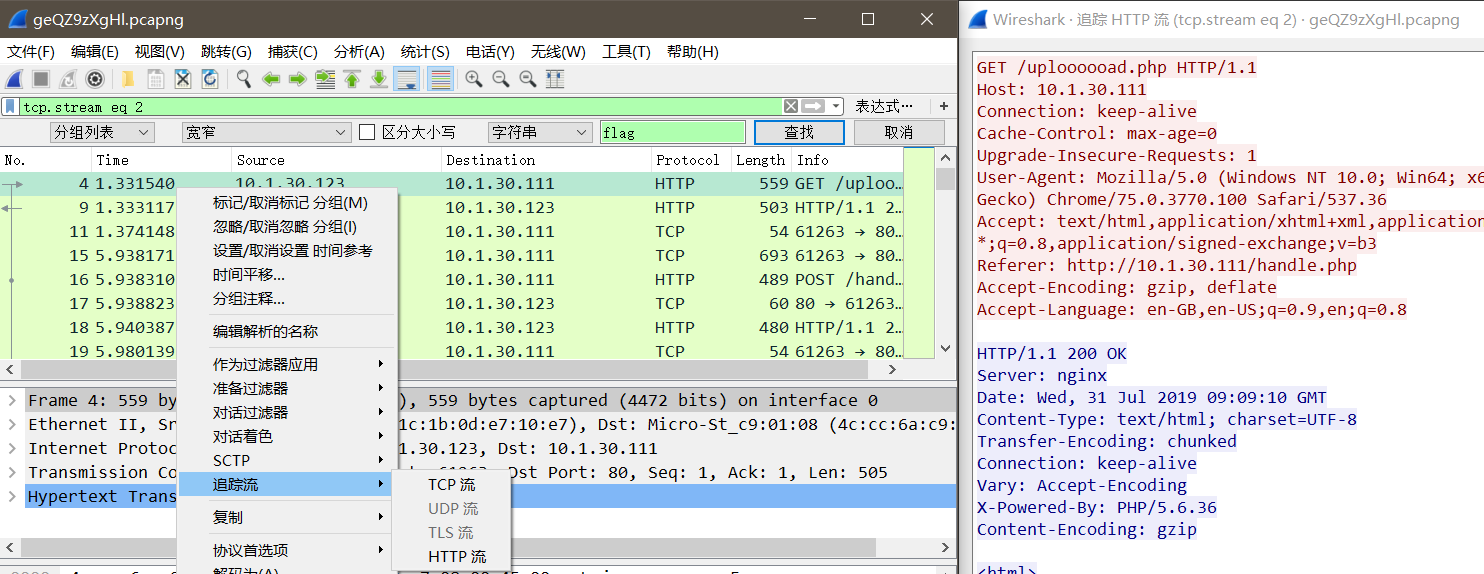 geQZ9zXgHl.pcapng
文件(F) 编辑(E) 视图(V) 跳转(G) 捕获(C) 分析(A) 统计(S) 电话(Y) 无线(W) 工具(T) 帮助(H)
tcp.stream eq 2 表达式… +
分组列表 宽窄 区分大小写 字符串 flag 查找 取消
No. Time Source Destination Protocol Length Info
4 1.331540 10.1.30.123 10.1.30.111 HTTP 559 GET /uploo…
9 1.333117 10.1.30.123 HTTP 503 HTTP/1.1 2…
11 1.374148 10.1.30.111 TCP 54 61263 → 80…
15 5.938171 10.1.30.111 TCP 693 61263 → 80…
16 5.938310 10.1.30.111 HTTP 489 POST /hand…
17 5.938823 10.1.30.123 TCP 60 80 → 61263…
18 5.940387 10.1.30.123 HTTP 480 HTTP/1.1 2…
19 5.980139 10.1.30.111 TCP 54 61263 → 80…
标记/取消标记 分组(M)
忽略/取消忽略 分组(I)
设置/取消设置 时间参考
时间平移...
分组注释...
编辑解析的名称
作为过滤器应用
准备过滤器
对话过滤器
对话着色
SCTP
追踪流
复制
协议首选项
解码为(A)
TCP 流
UDP 流
TLS 流
HTTP 流
Frame 4: 559 by ), 559 bytes captured (4472 bits) on interface 0
Ethernet II, Sr 1c:1b:0d:e7:10:e7), Dst: Micro-St_c9:01:08 (4c:cc:6a:c9:
Internet Protoc .1.30.123, Dst: 10.1.30.111
Transmission Co Dst Port: 80, Seq: 1, Ack: 1, Len: 505
Hypertext Trans
Wireshark · 追踪 HTTP 流 (tcp.stream eq 2) · geQZ9zXgHl.pcapng
GET /uploooooad.php HTTP/1.1
Host: 10.1.30.111
Connection: keep-alive
Cache-Control: max-age=0
Upgrade-Insecure-Requests: 1
User-Agent: Mozilla/5.0 (Windows NT 10.0; Win64; x6
Gecko) Chrome/75.0.3770.100 Safari/537.36
Accept: text/html,application/xhtml+xml,application
*;q=0.8,application/signed-exchange;v=b3
Referer: http://10.1.30.111/handle.php
Accept-Encoding: gzip, deflate
Accept-Language: en-GB,en-US;q=0.9,en;q=0.8
HTTP/1.1 200 OK
Server: nginx
Date: Wed, 31 Jul 2019 09:09:10 GMT
Content-Type: text/html; charset=UTF-8
Transfer-Encoding: chunked
Connection: keep-alive
Vary: Accept-Encoding
X-Powered-By: PHP/5.6.36
Content-Encoding: gzip
<html>